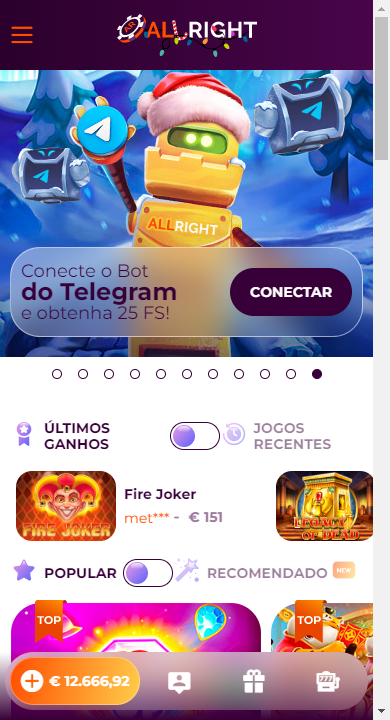 ALLRIGHT
ALLRIGHT
Conecte o Bot
do Telegram
e obtenha 25 FS!
CONECTAR
ÚLTIMOS
GANHOS
JOGOS
RECENTES
FIRE JOKER
Fire Joker
met*** - € 151
LEGACY
OF DEAD
POPULAR
RECOMENDADO
NEW
TOP
TOP
€ 12.666,92
777